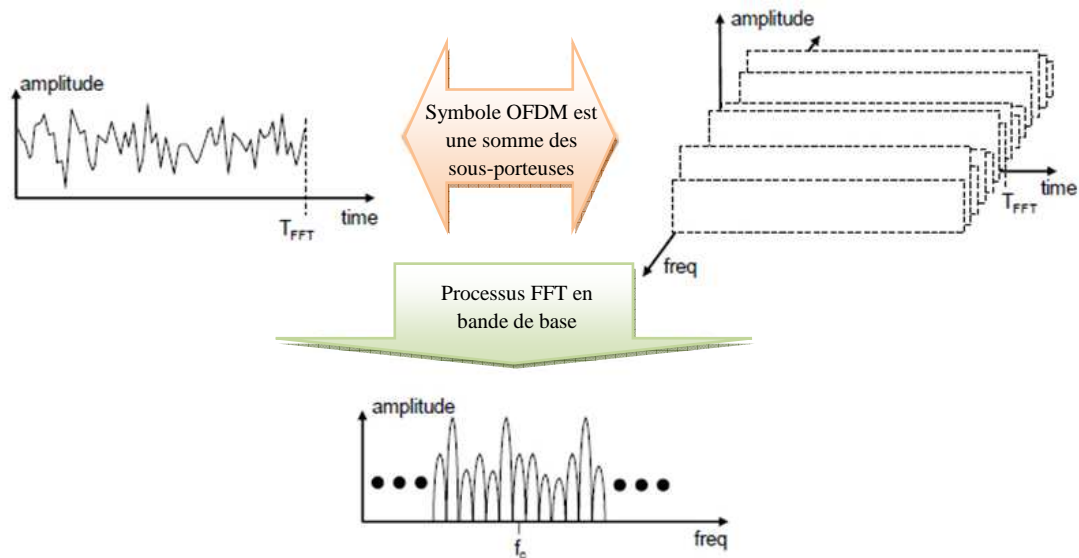 amplitude
time
T_FFT
Symbole OFDM est
une somme des
sous-porteuses
amplitude
time
T_FFT
freq
Processus FFT en
bande de base
amplitude
freq
f_c